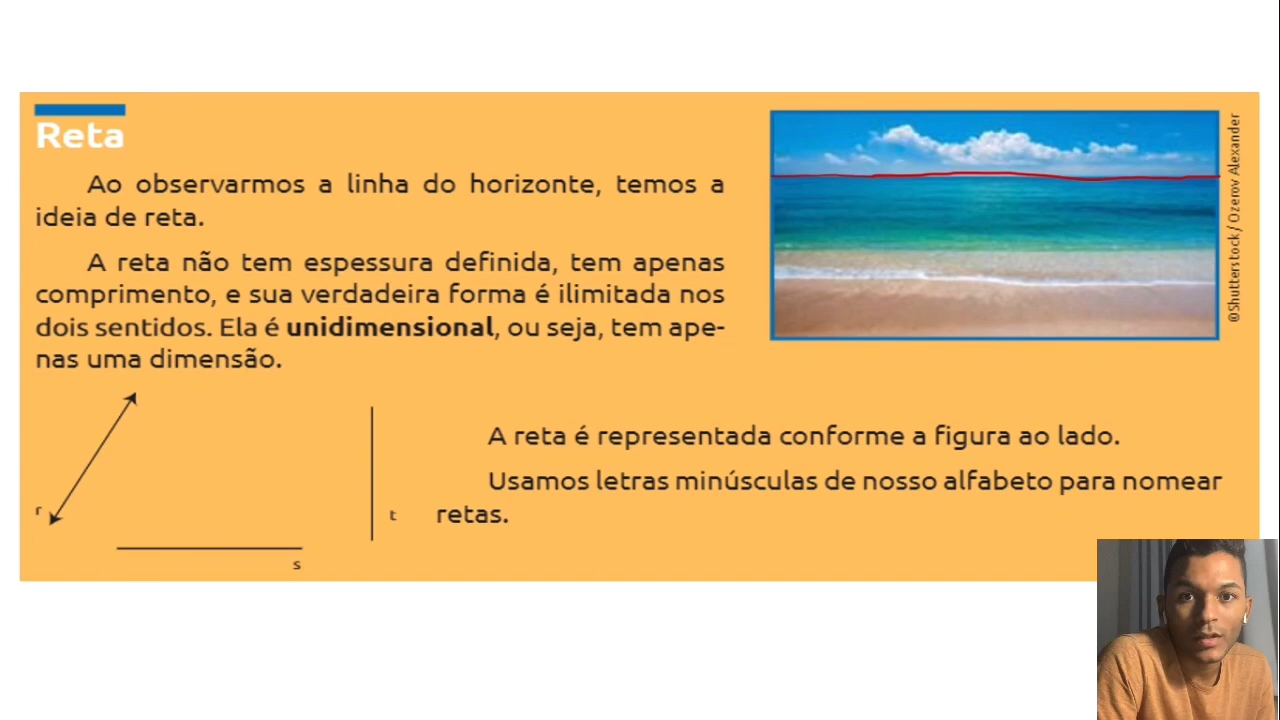 Reta
Ao observarmos a linha do horizonte, temos a
ideia de reta.
A reta não tem espessura definida, tem apenas
comprimento, e sua verdadeira forma é ilimitada nos
dois sentidos. Ela é unidimensional, ou seja, tem ape-
nas uma dimensão.
©Shutterstock/ Ozerov Alexander
r
s
t
A reta é representada conforme a figura ao lado.
Usamos letras minúsculas de nosso alfabeto para nomear
retas.